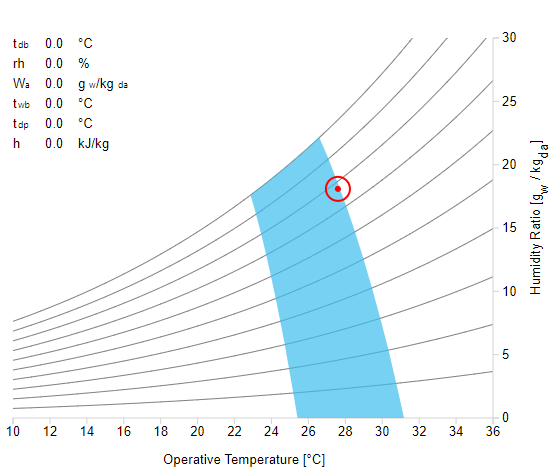 tdb 0.0 °C
rh 0.0 %
Wa 0.0 g w/kg da
twb 0.0 °C
tdp 0.0 °C
h 0.0 kJ/kg
30
25
20
15
10
5
0
Humidity Ratio [gw / kgda]
10 12 14 16 18 20 22 24 26 28 30 32 34 36
Operative Temperature [°C]